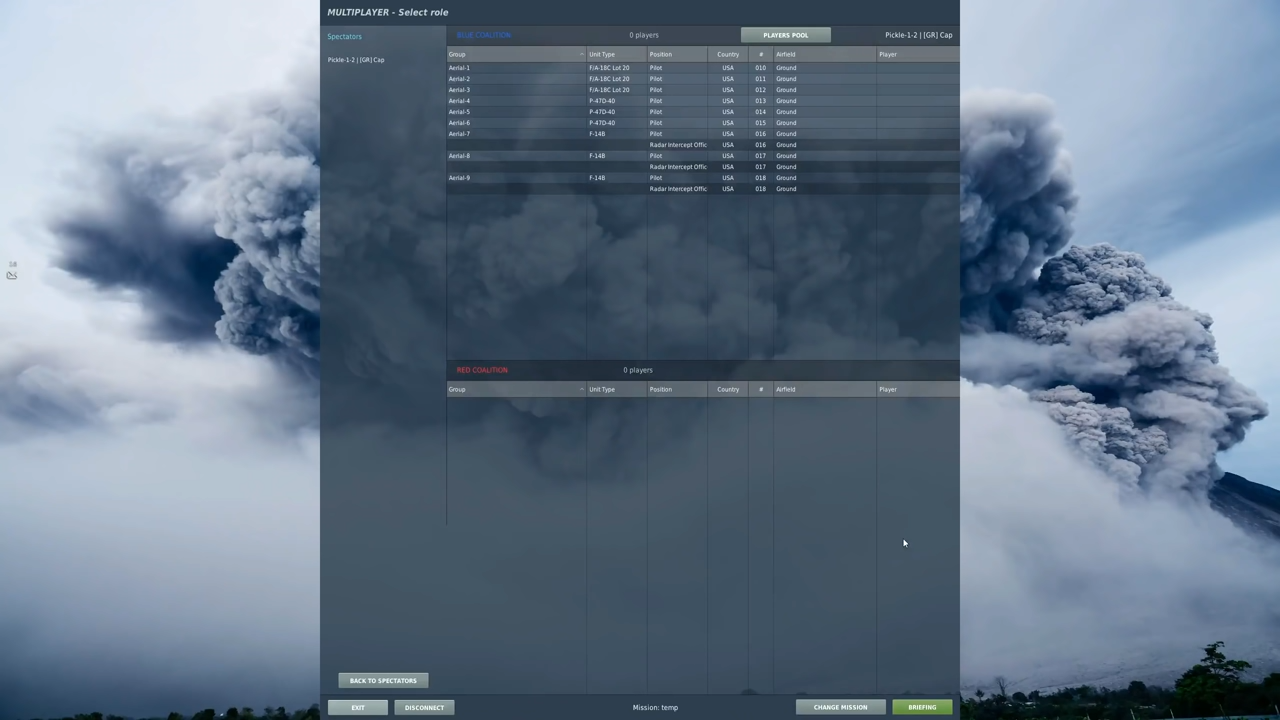 MULTIPLAYER - Select role
Spectators
Pickle-1-2 | [GR] Cap
BLUE COALITION 0 players PLAYERS POOL Pickle-1-2 | [GR] Cap
Group Unit Type Position Country # Airfield Player
Aerial-1 F/A-18C Lot 20 Pilot USA 010 Ground
Aerial-2 F/A-18C Lot 20 Pilot USA 011 Ground
Aerial-3 F/A-18C Lot 20 Pilot USA 012 Ground
Aerial-4 P-47D-40 Pilot USA 013 Ground
Aerial-5 P-47D-40 Pilot USA 014 Ground
Aerial-6 P-47D-40 Pilot USA 015 Ground
Aerial-7 F-14B Pilot USA 016 Ground
Radar Intercept Offic USA 016 Ground
Aerial-8 F-14B Pilot USA 017 Ground
Radar Intercept Offic USA 017 Ground
Aerial-9 F-14B Pilot USA 018 Ground
Radar Intercept Offic USA 018 Ground
RED COALITION 0 players
Group Unit Type Position Country # Airfield Player
BACK TO SPECTATORS
EXIT DISCONNECT Mission: temp CHANGE MISSION BRIEFING